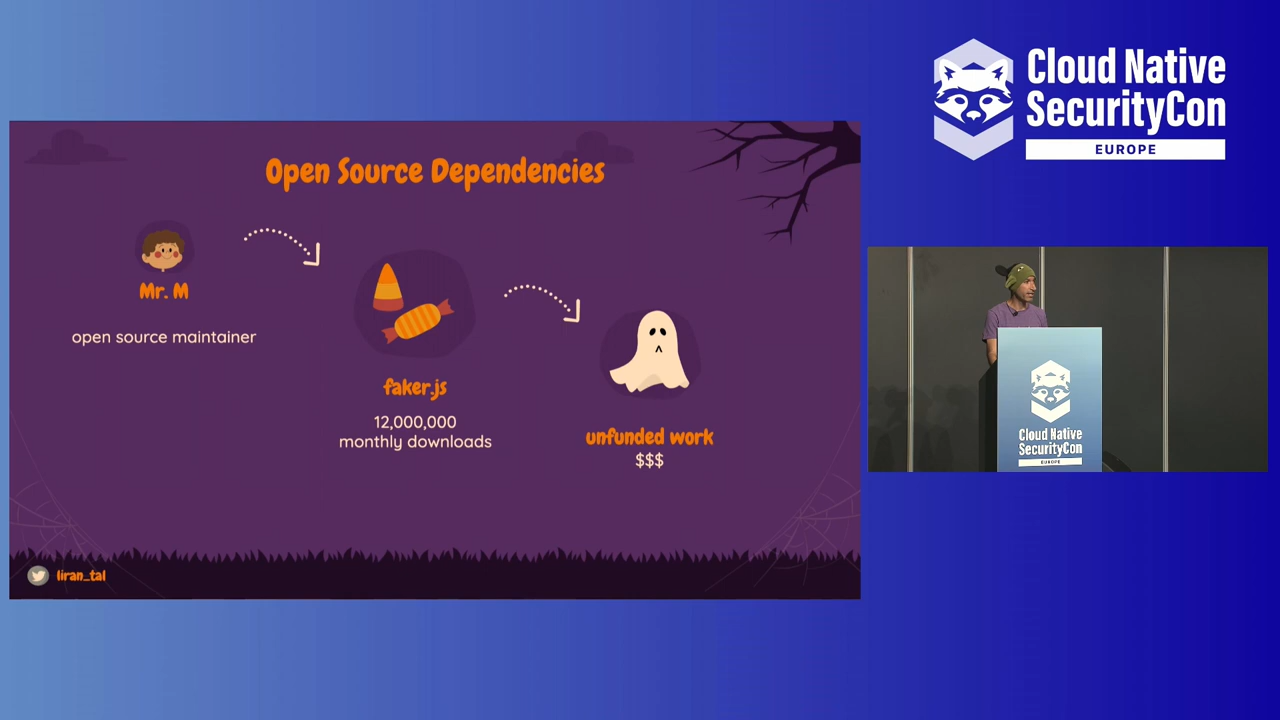 Cloud Native
SecurityCon
EUROPE
Open Source Dependencies
Mr. M
open source maintainer
faker.js
12,000,000
monthly downloads
unfunded work
$$$
liran_tal
Cloud Native
SecurityCon
EUROPE